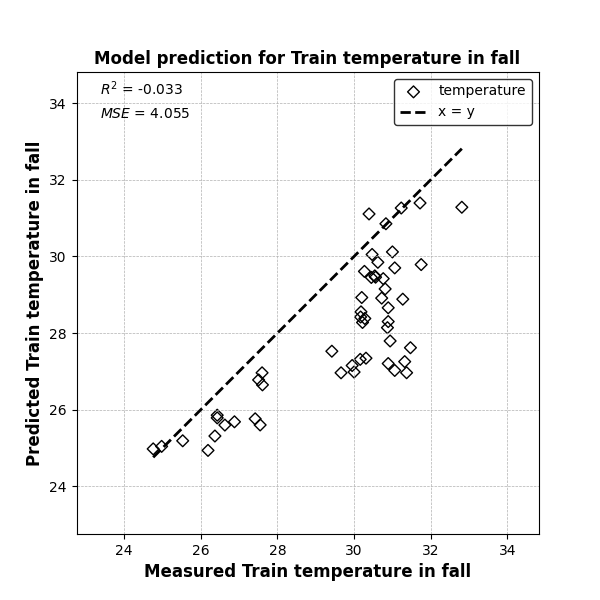 Model prediction for Train temperature in fall
R² = -0.033
MSE = 4.055
temperature
x = y
34
32
30
28
26
24
24 26 28 30 32 34
Predicted Train temperature in fall
Measured Train temperature in fall